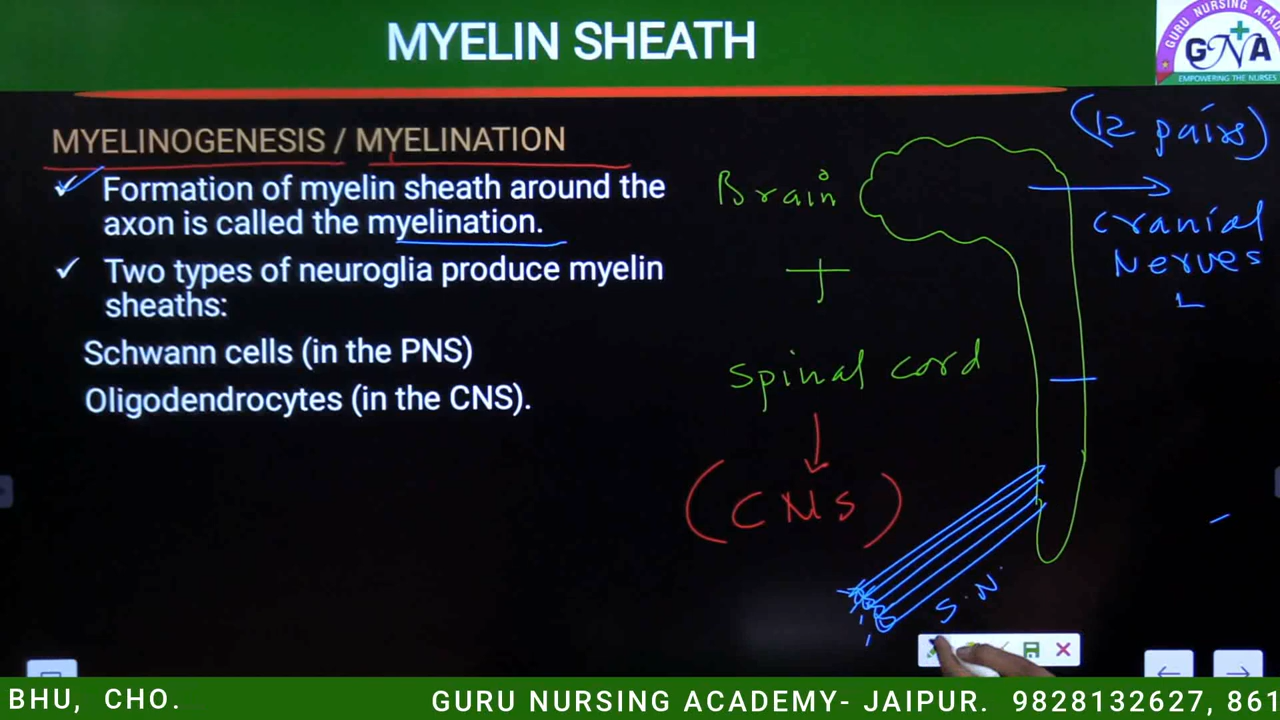 MYELIN SHEATH
GURU NURSING ACA
GNA
EMPOWERING THE NURSES
MYELINOGENESIS / MYELINATION
✓ Formation of myelin sheath around the
axon is called the myelination.
✓ Two types of neuroglia produce myelin
sheaths:
Schwann cells (in the PNS)
Oligodendrocytes (in the CNS).
(12 pairs)
Brain
Cranial
Nerves
+
Spinal cord
(CNS)
S.N.
BHU, CHO. GURU NURSING ACADEMY- JAIPUR. 9828132627, 861